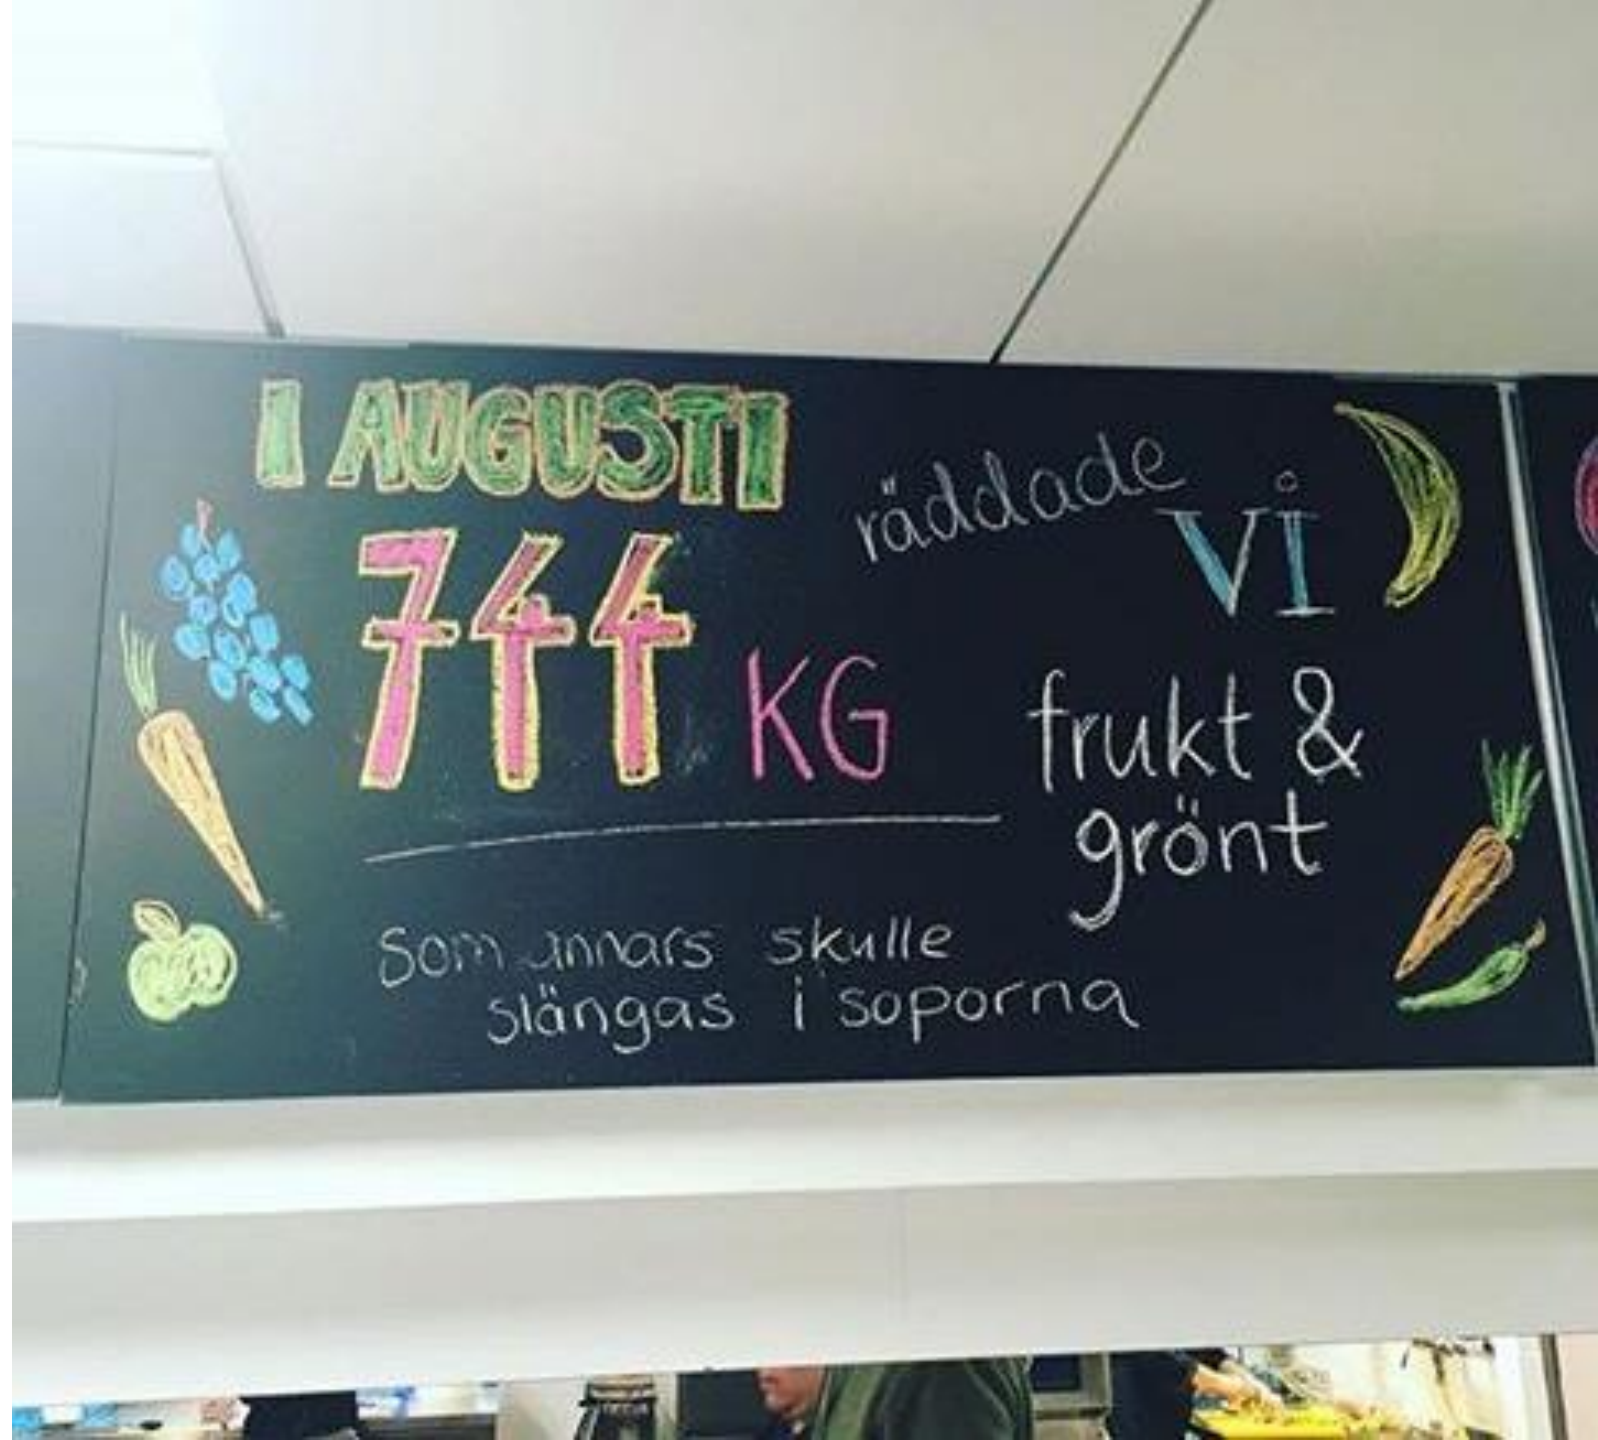 I AUGUSTI
räddade
vi
744 KG
frukt &
grönt
som annars skulle
slängas i soporna